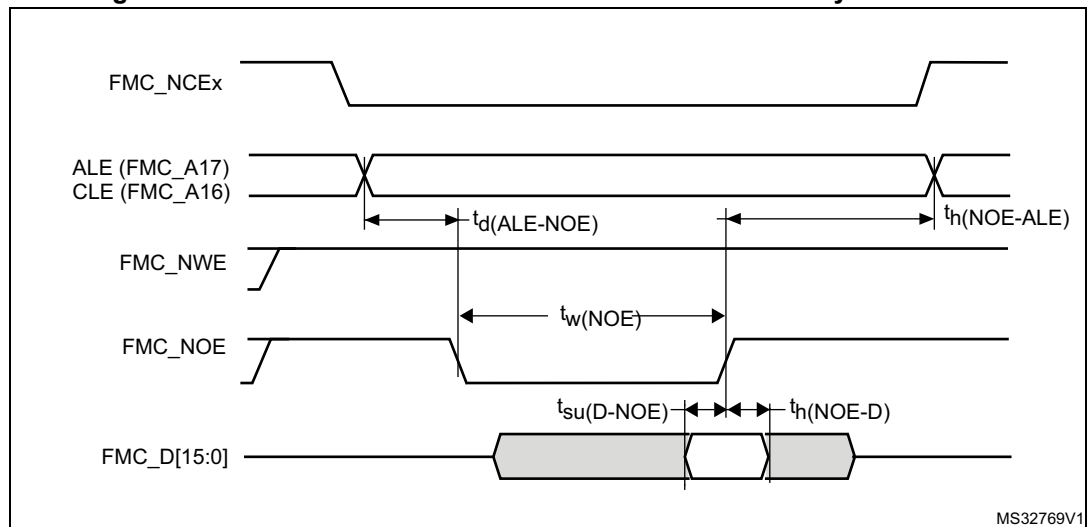 FMC_NCEx
ALE (FMC_A17)
CLE (FMC_A16)
td(ALE-NOE)
th(NOE-ALE)
FMC_NWE
tw(NOE)
FMC_NOE
tsu(D-NOE)
th(NOE-D)
FMC_D[15:0]
MS32769V1